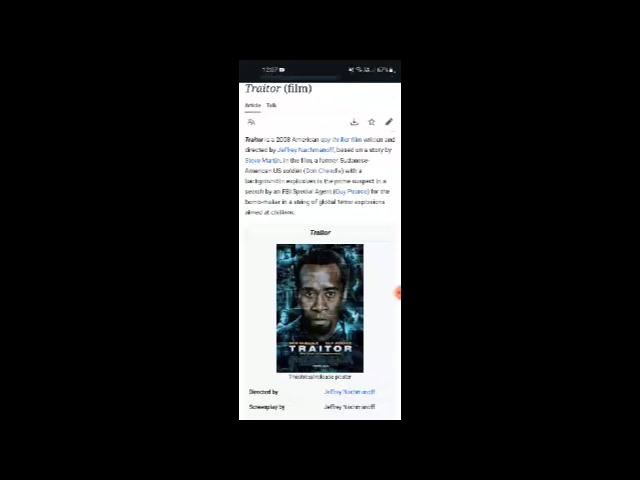 12:07
67%
Traitor (film)
Article Talk
Traitor is a 2008 American spy thriller film written and
directed by Jeffrey Nachmanoff, based on a story by
Steve Martin. In the film, a former Sudanese-
American US soldier (Don Cheadle) with a
background in explosives is the prime suspect in a
search by an FBI Special Agent (Guy Pearce) for the
bomb-maker in a string of global terror explosions
aimed at civilians.
Traitor
TRAITOR
Theatrical release poster
Directed by Jeffrey Nachmanoff
Screenplay by Jeffrey Nachmanoff